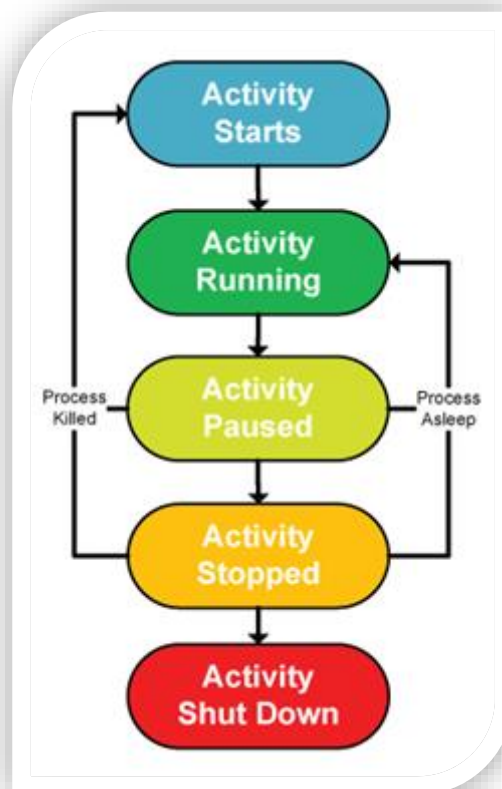 Activity
Starts
Activity
Running
Activity
Paused
Process
Killed
Process
Asleep
Activity
Stopped
Activity
Shut Down